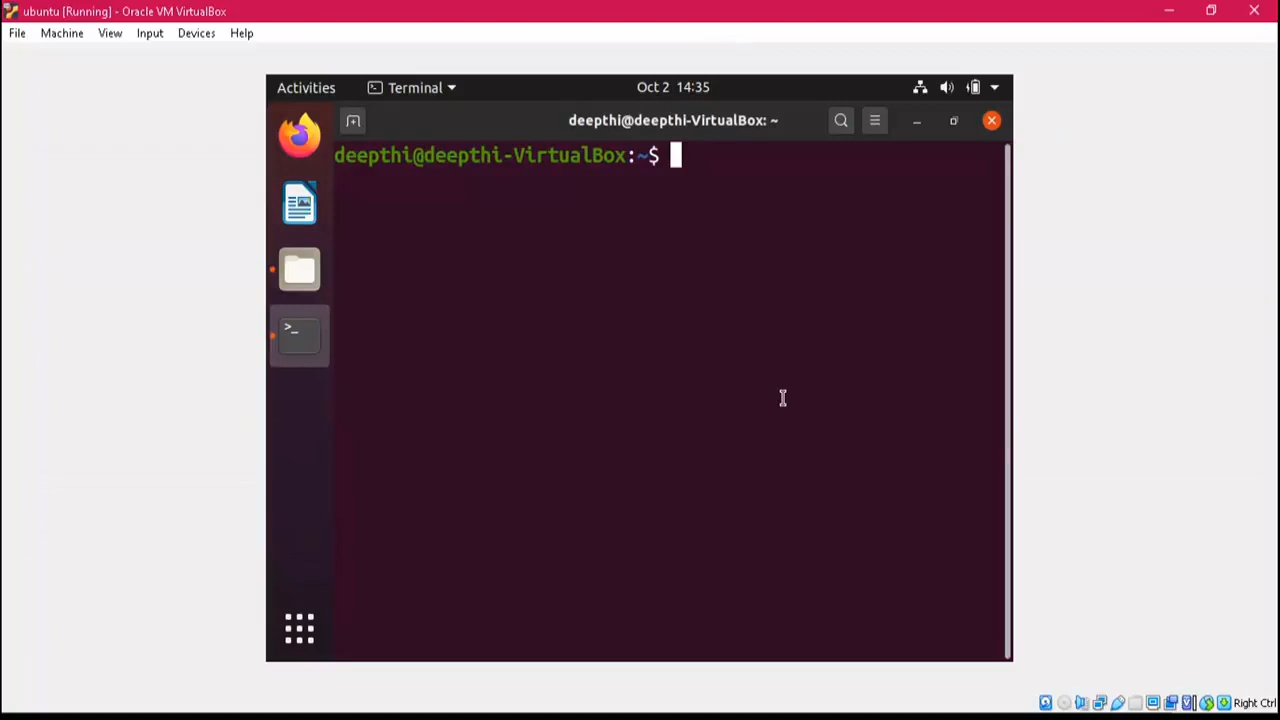 ubuntu [Running] - Oracle VM VirtualBox
File Machine View Input Devices Help
Activities Terminal Oct 2 14:35
deepthi@deepthi-VirtualBox: ~
deepthi@deepthi-VirtualBox:~$
>_
Right Ctrl